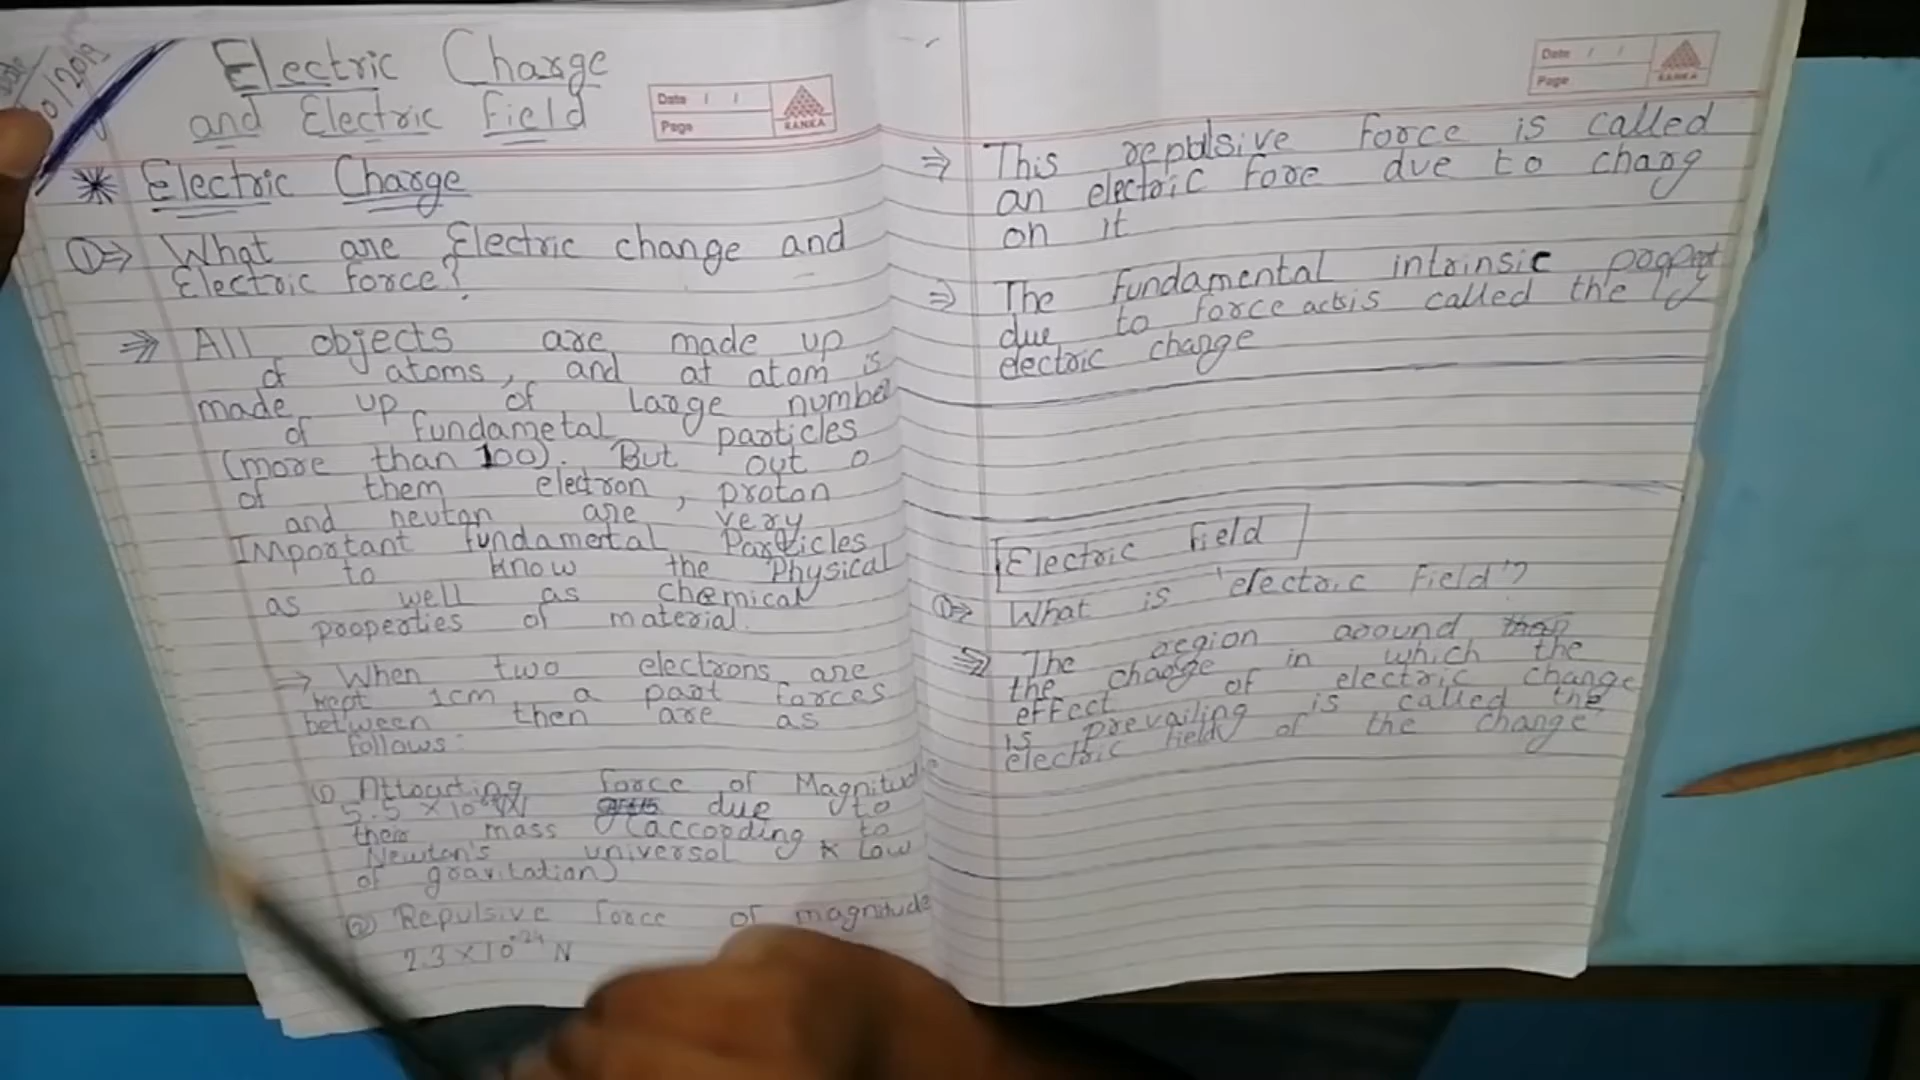 Electric Charge
and Electric Field
Date / /
Page
RANKA
Electric Charge
① ⇒ What are Electric change and
Electric force?
⇒ All objects are made up
of atoms, and at atom is
made up of large number
of fundametal particles
(more than 100). But out o
of them electron, proton
and neutan are very
Important fundamental Particles
to know the Physical
as well as chemical
properties of material.
→ When two electrons are
kept 1cm a part forces
between then are as
follows:
① Attracting force of Magnitude
5.5 × 10 N due to
their mass (according to
Newton's universal Low
of gravitation)
② Repulsive force of magnitude
2.3 × 10⁻²⁴ N
Date / /
Page
RANKA
⇒ This repulsive force is called
an electric fore due to charg
on it
⇒ The fundamental intrinsic
due to force acts is called the
electric change
Electric Field
① ⇒ What is 'electric field'?
⇒ The region around
the charge in which the
effect of electric change
is prevailing is called the
electric field of the change